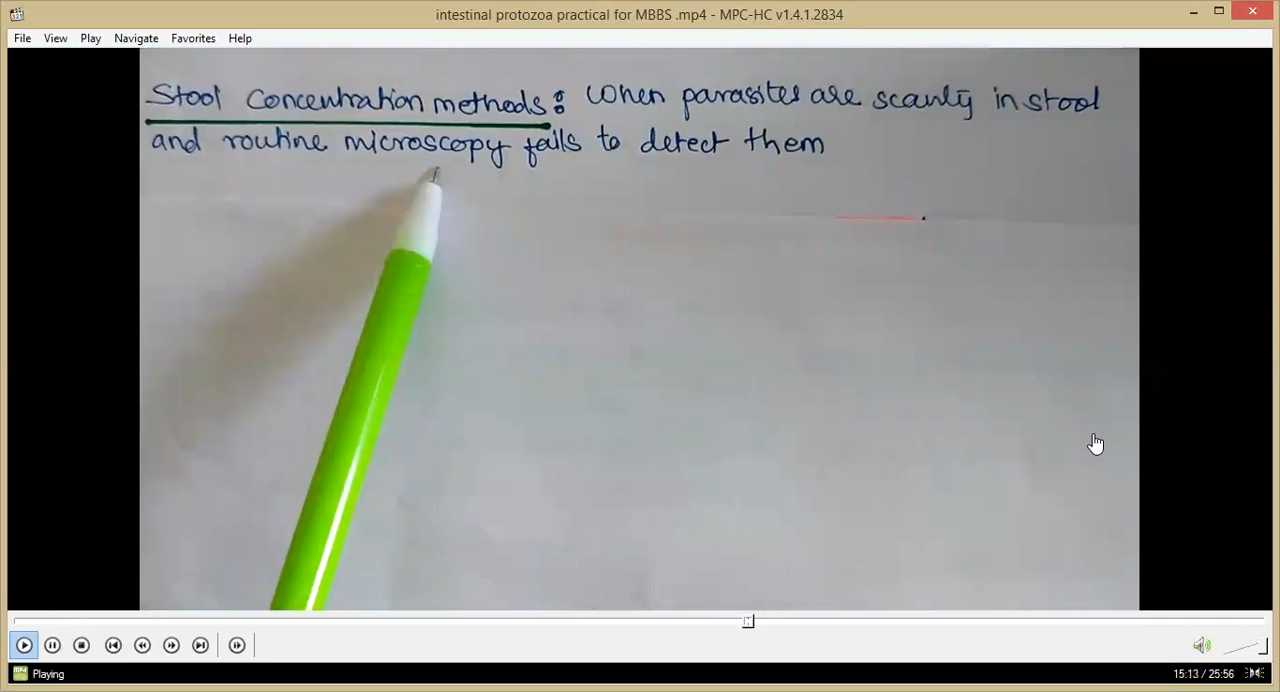 intestinal protozoa practical for MBBS .mp4 - MPC-HC v1.4.1.2834
File View Play Navigate Favorites Help
Stool Concentration methods: When parasites are scanty in stool
and routine microscopy fails to detect them
Playing
15:13 / 25:56